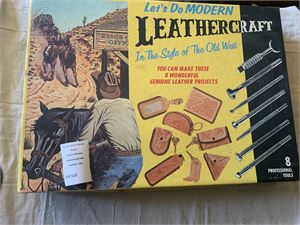 Let's Do MODERN
LEATHERCRAFT
In The Style of The Old West
YOU CAN MAKE THESE
8 WONDERFUL
GENUINE LEATHER PROJECTS
8
PROFESSIONAL
TOOLS